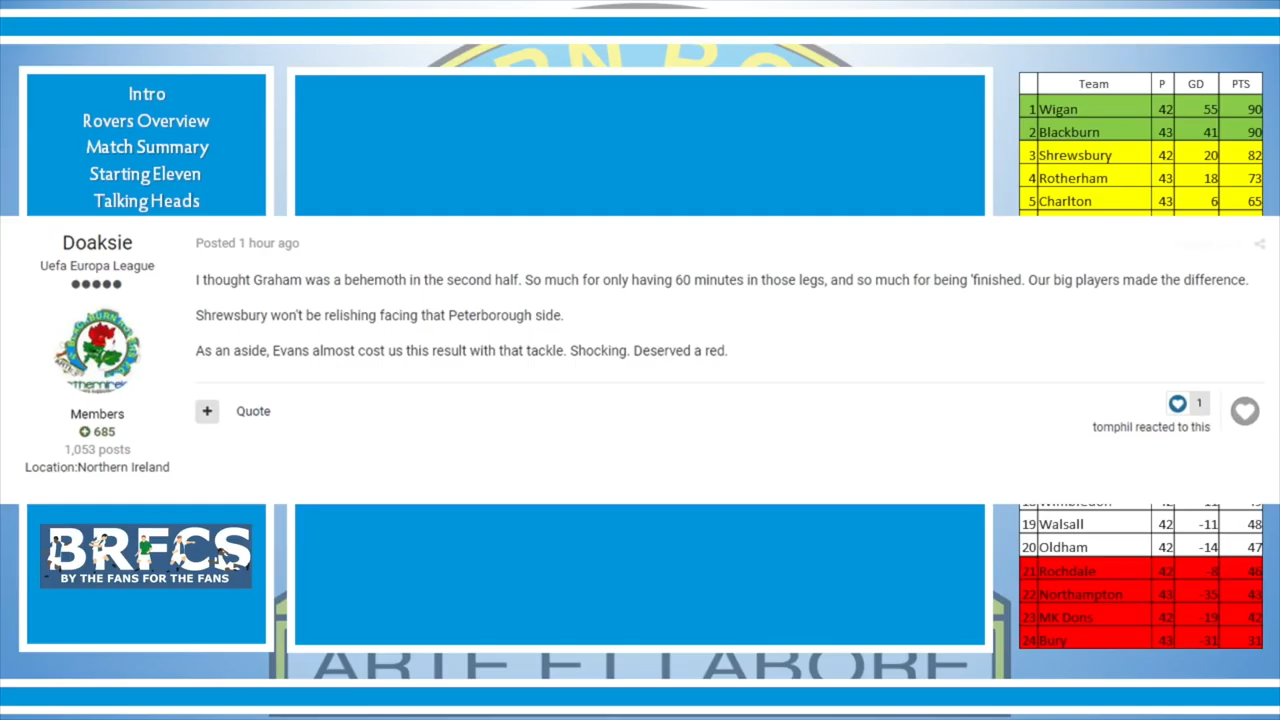 RN RO
Intro
Rovers Overview
Match Summary
Starting Eleven
Talking Heads
Team P GD PTS
1 Wigan 42 55 90
2 Blackburn 43 41 90
3 Shrewsbury 42 20 82
4 Rotherham 43 18 73
5 Charlton 43 6 65
Doaksie
Uefa Europa League
Members
685
1,053 posts
Location:Northern Ireland
Posted 1 hour ago
I thought Graham was a behemoth in the second half. So much for only having 60 minutes in those legs, and so much for being 'finished. Our big players made the difference.
Shrewsbury won't be relishing facing that Peterborough side.
As an aside, Evans almost cost us this result with that tackle. Shocking. Deserved a red.
+ Quote
1
tomphil reacted to this
19 Walsall 42 -11 48
20 Oldham 42 -14 47
21 Rochdale 42 -8 46
22 Northampton 43 -35 43
23 MK Dons 42 -19 42
24 Bury 43 -31 31
BRFCS
BY THE FANS FOR THE FANS
ARTE ET LABORE